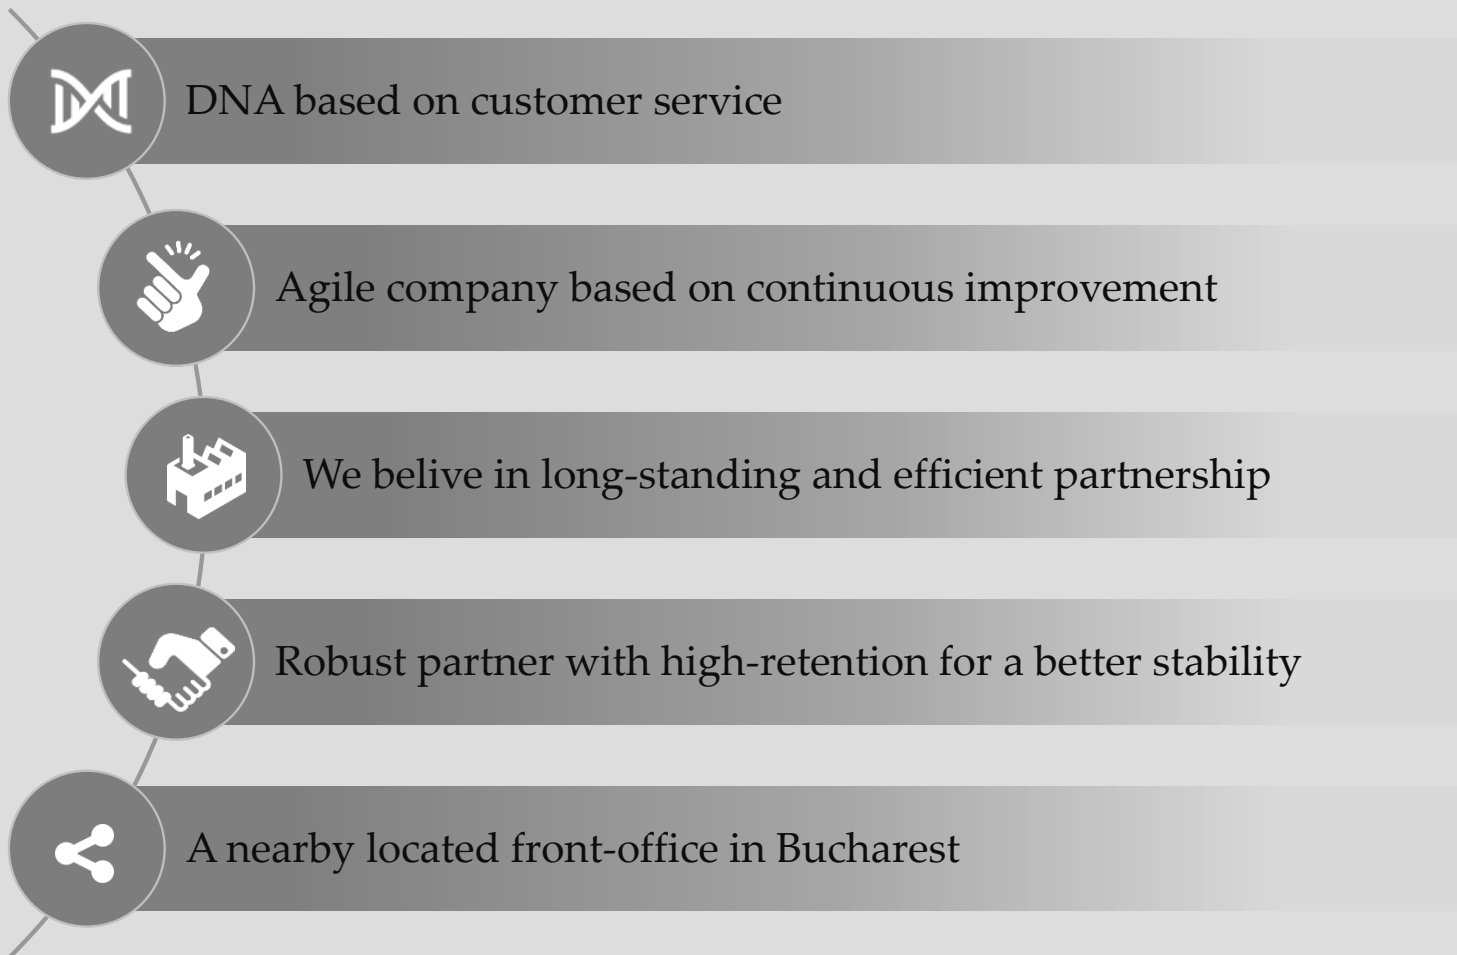 DNA based on customer service
Agile company based on continuous improvement
We belive in long-standing and efficient partnership
Robust partner with high-retention for a better stability
A nearby located front-office in Bucharest